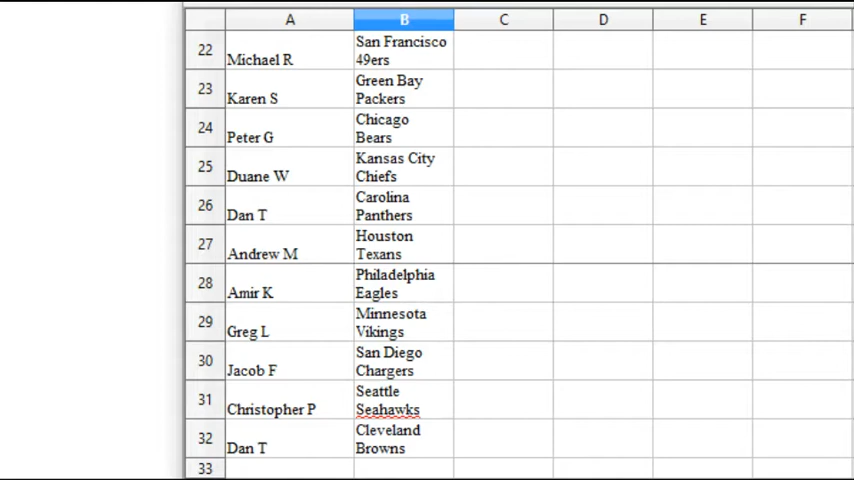 A B C D E F
San Francisco
22 Michael R 49ers
Green Bay
23 Karen S Packers
Chicago
24 Peter G Bears
Kansas City
25 Duane W Chiefs
Carolina
26 Dan T Panthers
Houston
27 Andrew M Texans
Philadelphia
28 Amir K Eagles
Minnesota
29 Greg L Vikings
San Diego
30 Jacob F Chargers
Seattle
31 Christopher P Seahawks
Cleveland
32 Dan T Browns
33